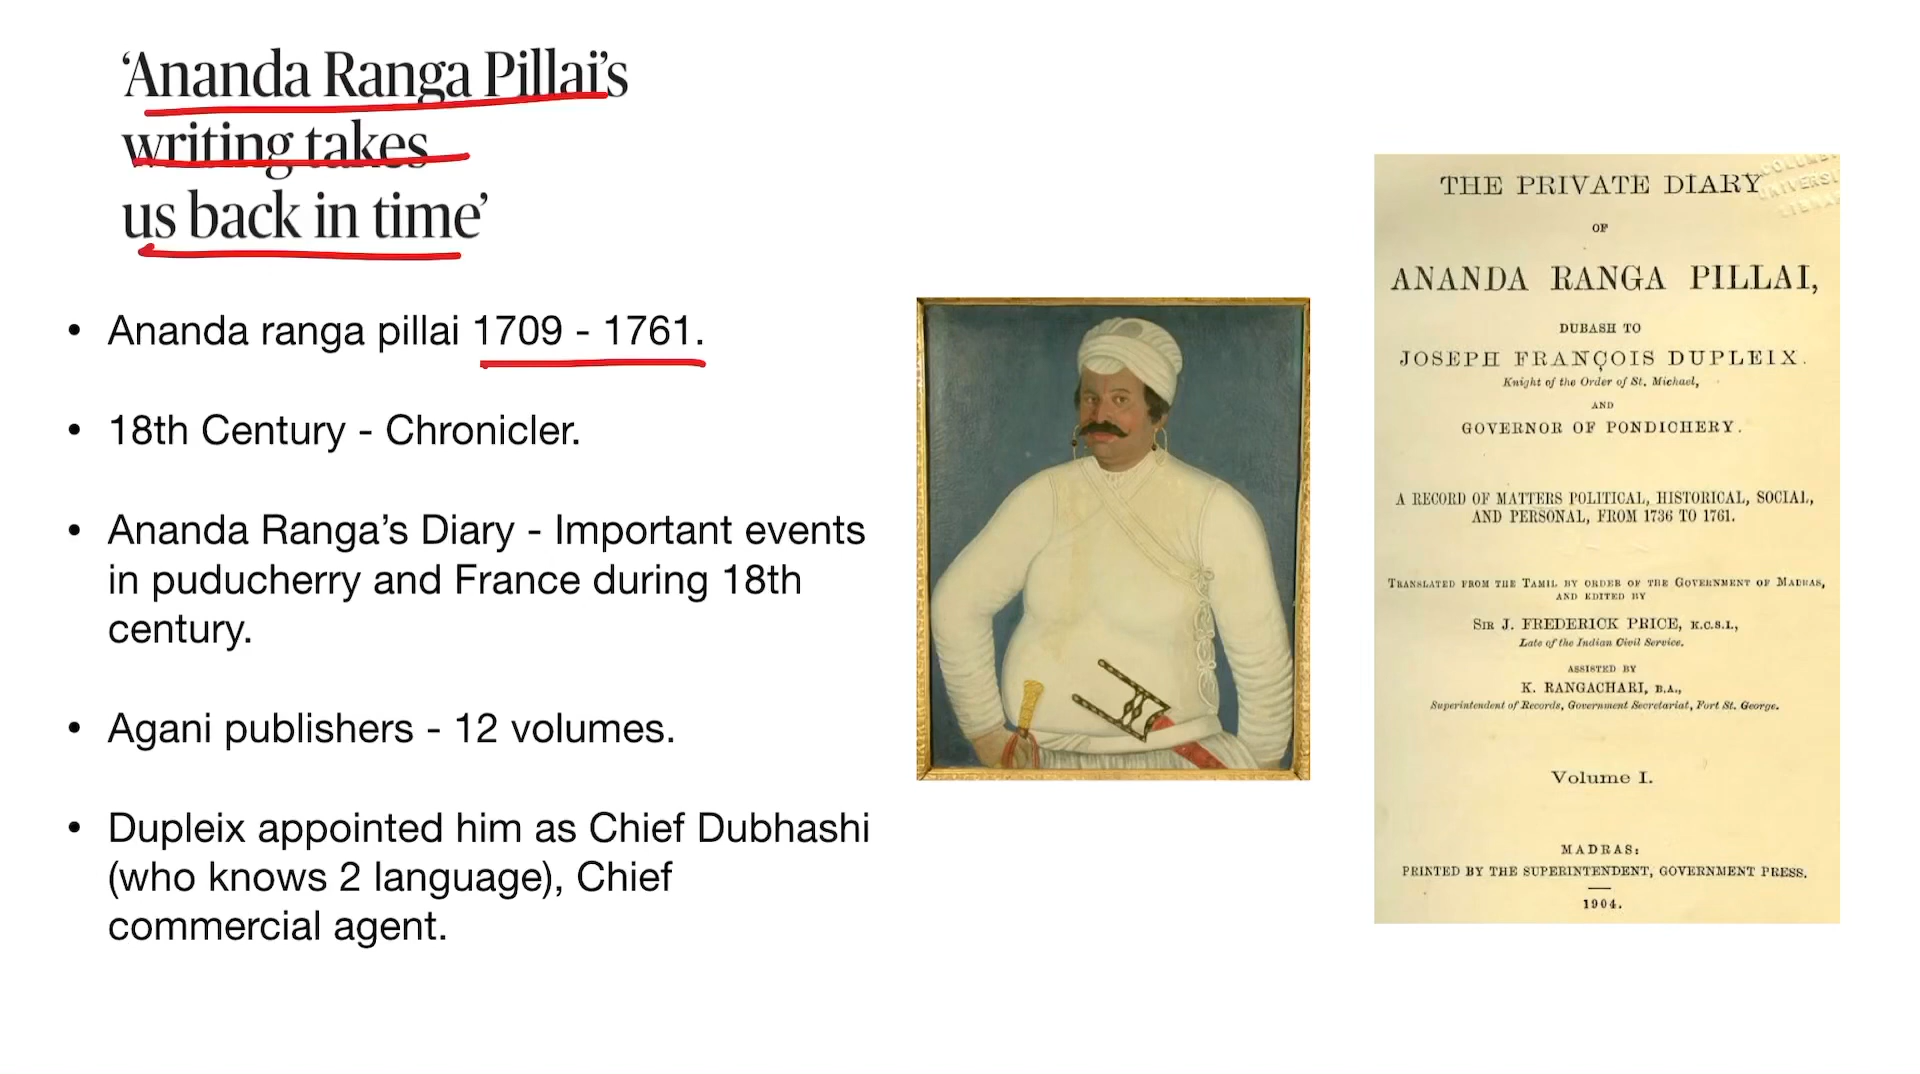 ‘Ananda Ranga Pillai’s
writing takes
us back in time’
• Ananda ranga pillai 1709 - 1761.
• 18th Century - Chronicler.
• Ananda Ranga’s Diary - Important events
in puducherry and France during 18th
century.
• Agani publishers - 12 volumes.
• Dupleix appointed him as Chief Dubhashi
(who knows 2 language), Chief
commercial agent.
THE PRIVATE DIARY
OF
ANANDA RANGA PILLAI,
DUBASH TO
JOSEPH FRANÇOIS DUPLEIX.
Knight of the Order of St. Michael,
AND
GOVERNOR OF PONDICHERY.
A RECORD OF MATTERS POLITICAL, HISTORICAL, SOCIAL,
AND PERSONAL, FROM 1736 TO 1761.
TRANSLATED FROM THE TAMIL BY ORDER OF THE GOVERNMENT OF MADRAS,
AND EDITED BY
SIR J. FREDERICK PRICE, K.C.S.I.,
Late of the Indian Civil Service.
ASSISTED BY
K. RANGACHARI, B.A.,
Superintendent of Records, Government Secretariat, Fort St. George.
Volume I.
MADRAS:
PRINTED BY THE SUPERINTENDENT, GOVERNMENT PRESS.
1904.